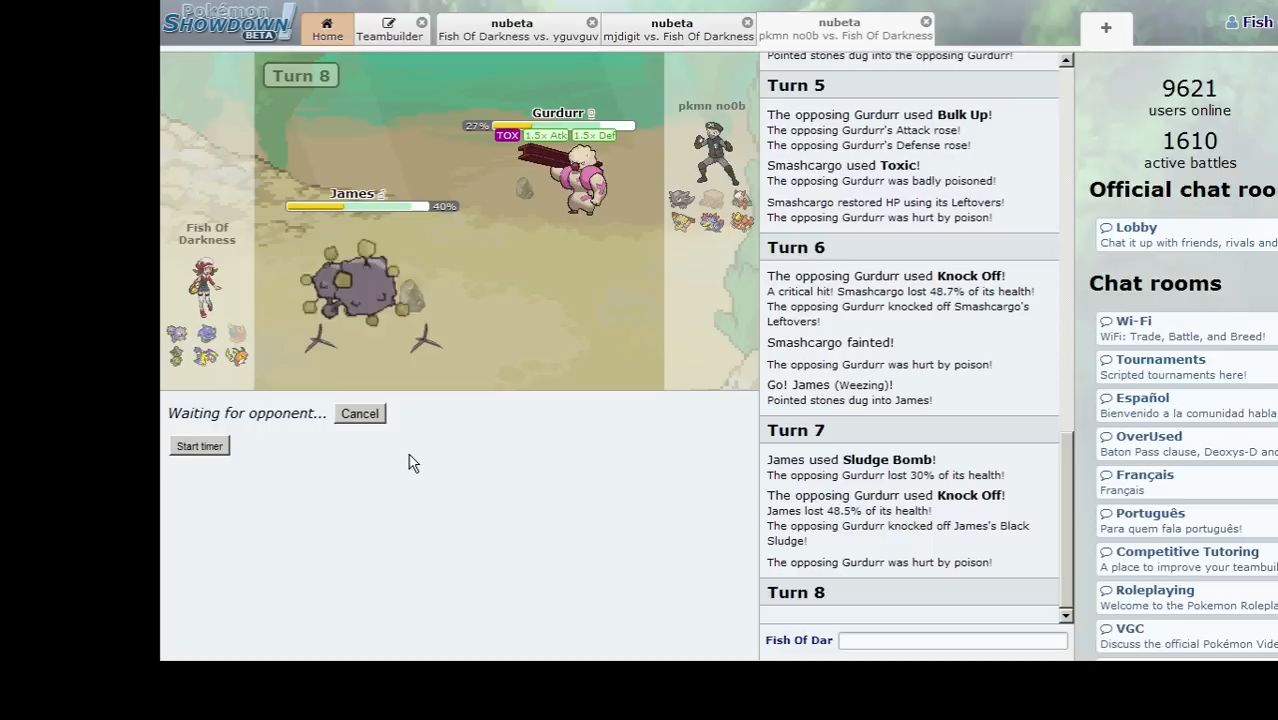 Pokémon
SHOWDOWN!
BETA
Home
Teambuilder
nubeta
Fish Of Darkness vs. yguvguv
nubeta
mjdigit vs. Fish Of Darkness
nubeta
pkmn no0b vs. Fish Of Darkness
+
Fish
Turn 8
Gurdurr
27%
TOX 1.5× Atk 1.5× Def
James
40%
Fish Of
Darkness
pkmn no0b
Waiting for opponent... Cancel
Start timer
Pointed stones dug into the opposing Gurdurr!
Turn 5
The opposing Gurdurr used Bulk Up!
The opposing Gurdurr's Attack rose!
The opposing Gurdurr's Defense rose!
Smashcargo used Toxic!
The opposing Gurdurr was badly poisoned!
Smashcargo restored HP using its Leftovers!
The opposing Gurdurr was hurt by poison!
Turn 6
The opposing Gurdurr used Knock Off!
A critical hit! Smashcargo lost 48.7% of its health!
The opposing Gurdurr knocked off Smashcargo's
Leftovers!
Smashcargo fainted!
The opposing Gurdurr was hurt by poison!
Go! James (Weezing)!
Pointed stones dug into James!
Turn 7
James used Sludge Bomb!
The opposing Gurdurr lost 30% of its health!
The opposing Gurdurr used Knock Off!
James lost 48.5% of its health!
The opposing Gurdurr knocked off James's Black
Sludge!
The opposing Gurdurr was hurt by poison!
Turn 8
Fish Of Dar
9621
users online
1610
active battles
Official chat roo
Lobby
Chat it up with friends, rivals and
Chat rooms
Wi-Fi
WiFi: Trade, Battle, and Breed!
Tournaments
Scripted tournaments here!
Español
Bienvenido a la comunidad habla
OverUsed
Baton Pass clause, Deoxys-D and
Français
Français
Português
Para quem fala português!
Competitive Tutoring
A place to improve your teambuil
Roleplaying
Welcome to the Pokemon Rolepla
VGC
Discuss the official Pokémon Vide